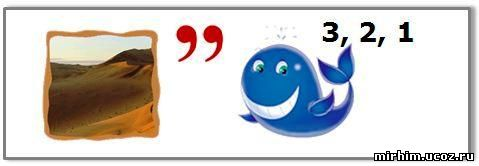 ,, 3, 2, 1
mirhim.ucoz.ru